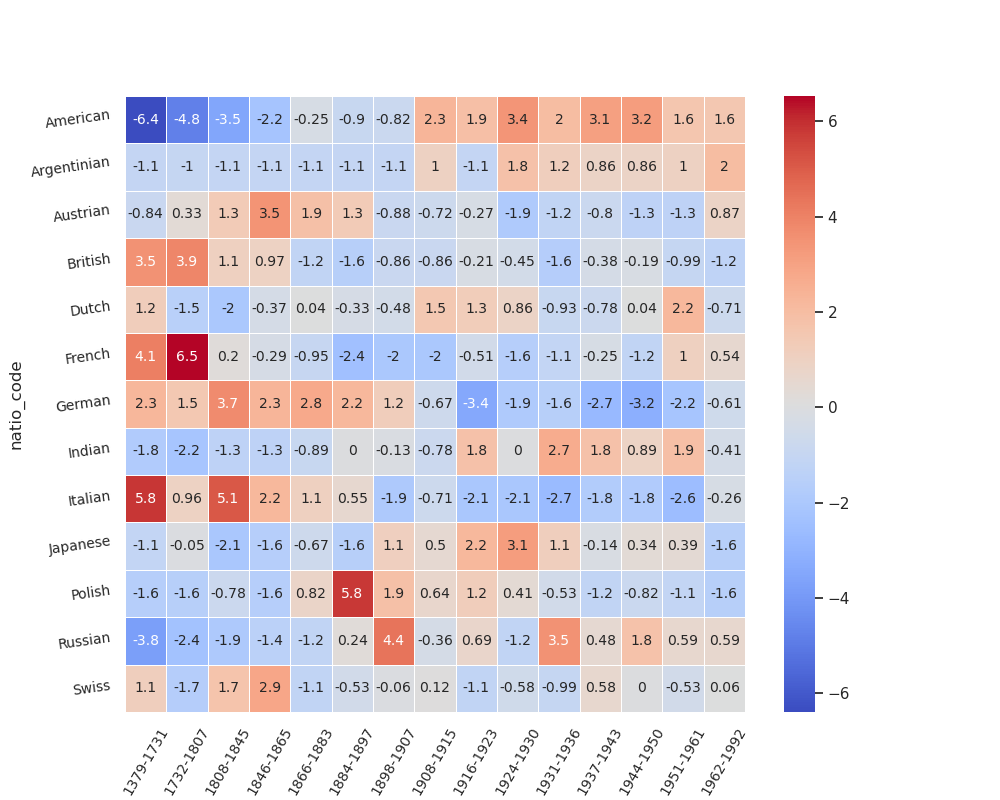 American -6.4 -4.8 -3.5 -2.2 -0.25 -0.9 -0.82 2.3 1.9 3.4 2 3.1 3.2 1.6 1.6
Argentinian -1.1 -1 -1.1 -1.1 -1.1 -1.1 -1.1 1 -1.1 1.8 1.2 0.86 0.86 1 2
Austrian -0.84 0.33 1.3 3.5 1.9 1.3 -0.88 -0.72 -0.27 -1.9 -1.2 -0.8 -1.3 -1.3 0.87
British 3.5 3.9 1.1 0.97 -1.2 -1.6 -0.86 -0.86 -0.21 -0.45 -1.6 -0.38 -0.19 -0.99 -1.2
Dutch 1.2 -1.5 -2 -0.37 0.04 -0.33 -0.48 1.5 1.3 0.86 -0.93 -0.78 0.04 2.2 -0.71
French 4.1 6.5 0.2 -0.29 -0.95 -2.4 -2 -2 -0.51 -1.6 -1.1 -0.25 -1.2 1 0.54
German 2.3 1.5 3.7 2.3 2.8 2.2 1.2 -0.67 -3.4 -1.9 -1.6 -2.7 -3.2 -2.2 -0.61
Indian -1.8 -2.2 -1.3 -1.3 -0.89 0 -0.13 -0.78 1.8 0 2.7 1.8 0.89 1.9 -0.41
Italian 5.8 0.96 5.1 2.2 1.1 0.55 -1.9 -0.71 -2.1 -2.1 -2.7 -1.8 -1.8 -2.6 -0.26
Japanese -1.1 -0.05 -2.1 -1.6 -0.67 -1.6 1.1 0.5 2.2 3.1 1.1 -0.14 0.34 0.39 -1.6
Polish -1.6 -1.6 -0.78 -1.6 0.82 5.8 1.9 0.64 1.2 0.41 -0.53 -1.2 -0.82 -1.1 -1.6
Russian -3.8 -2.4 -1.9 -1.4 -1.2 0.24 4.4 -0.36 0.69 -1.2 3.5 0.48 1.8 0.59 0.59
Swiss 1.1 -1.7 1.7 2.9 -1.1 -0.53 -0.06 0.12 -1.1 -0.58 -0.99 0.58 0 -0.53 0.06
natio_code
1379-1731 1732-1807 1808-1845 1846-1865 1866-1883 1884-1897 1898-1907 1908-1915 1916-1923 1924-1930 1931-1936 1937-1943 1944-1950 1951-1961 1962-1992
6
4
2
0
−2
−4
−6